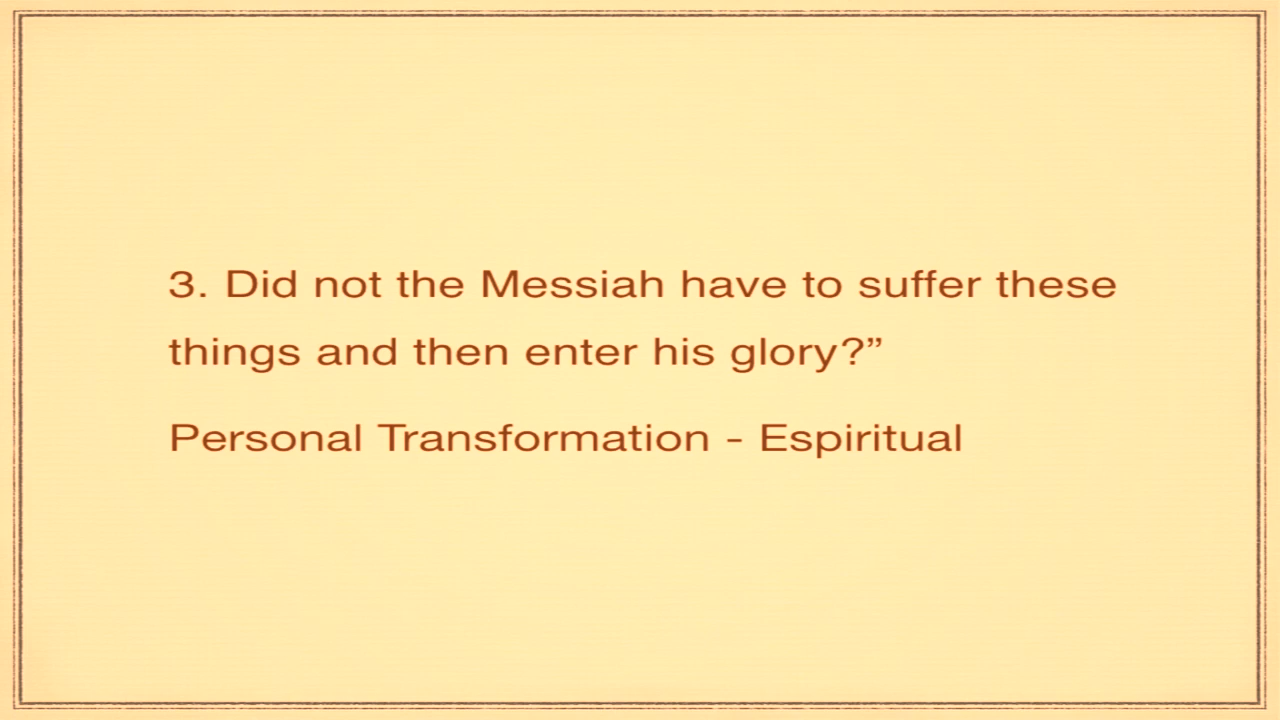 3. Did not the Messiah have to suffer these
things and then enter his glory?”
Personal Transformation - Espiritual